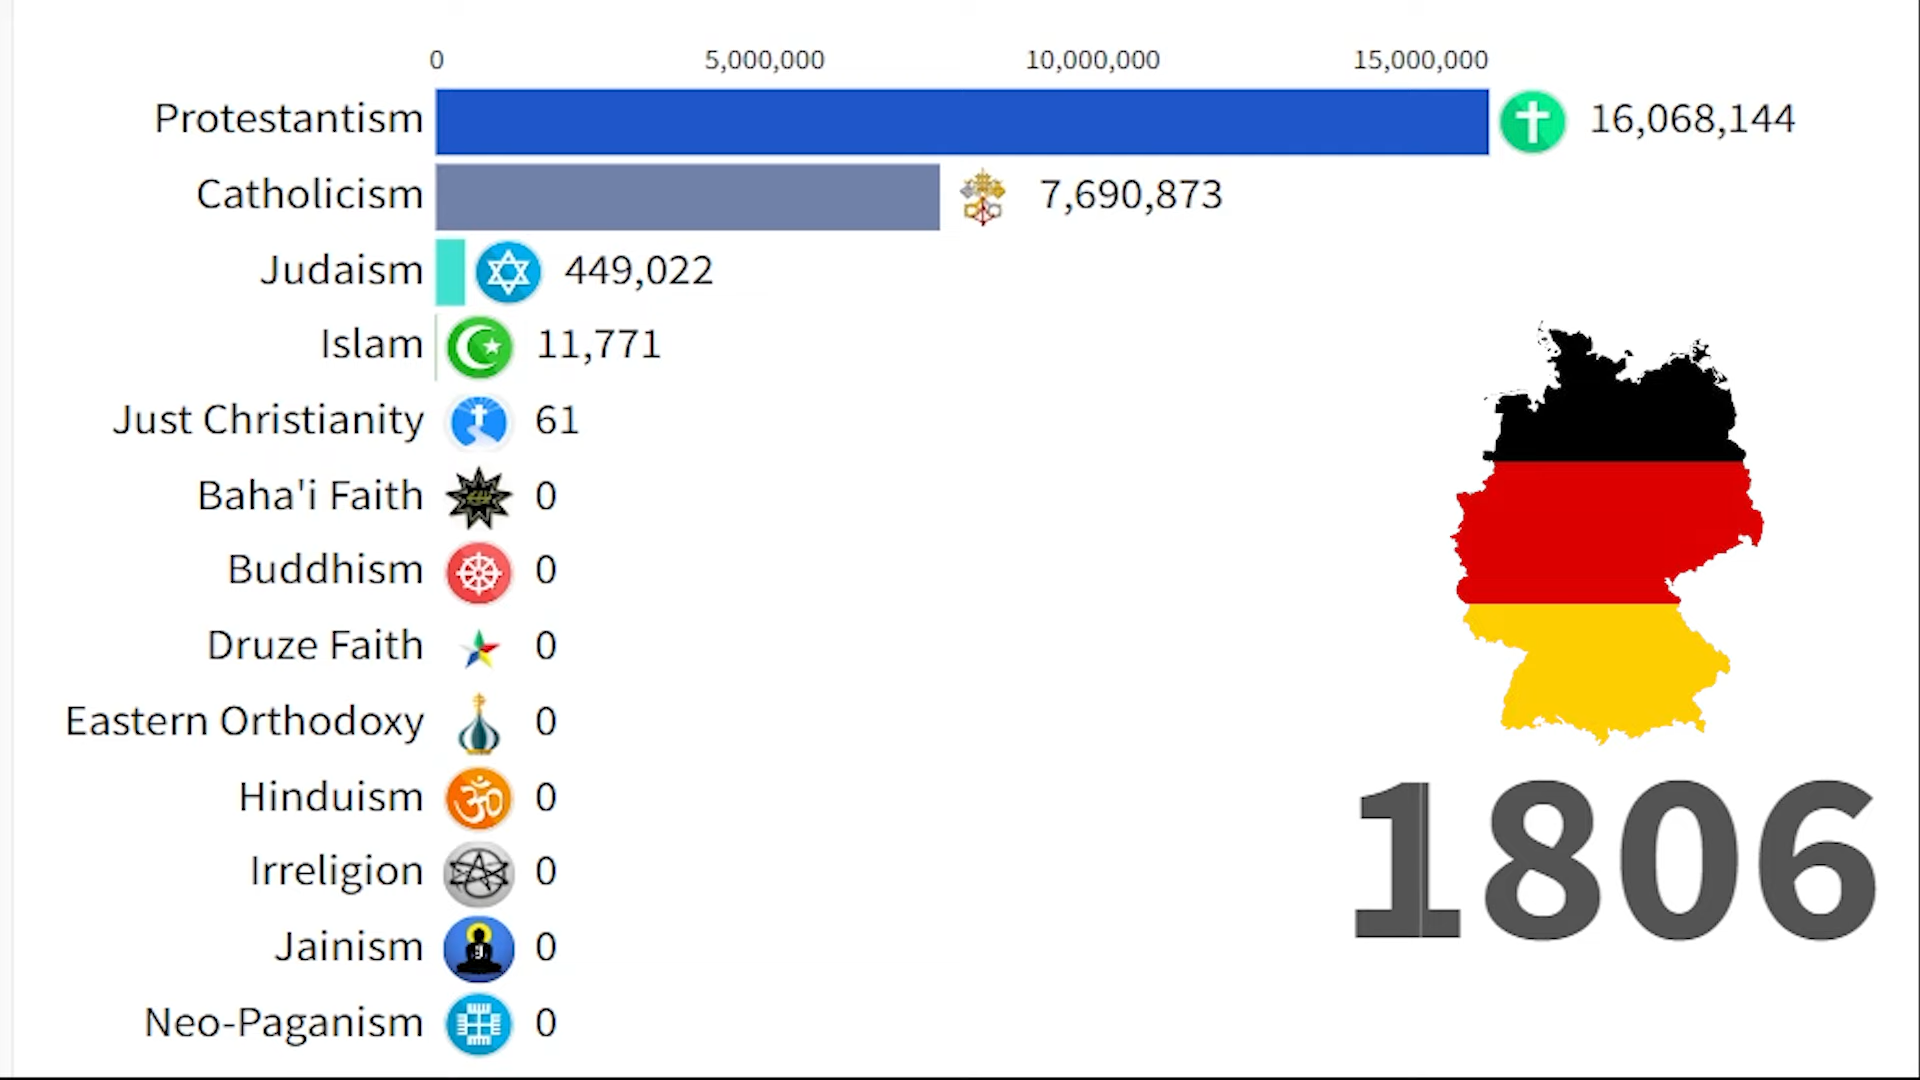 0 5,000,000 10,000,000 15,000,000
Protestantism 16,068,144
Catholicism 7,690,873
Judaism 449,022
Islam 11,771
Just Christianity 61
Baha'i Faith 0
Buddhism 0
Druze Faith 0
Eastern Orthodoxy 0
Hinduism 0
Irreligion 0
Jainism 0
Neo-Paganism 0
1806